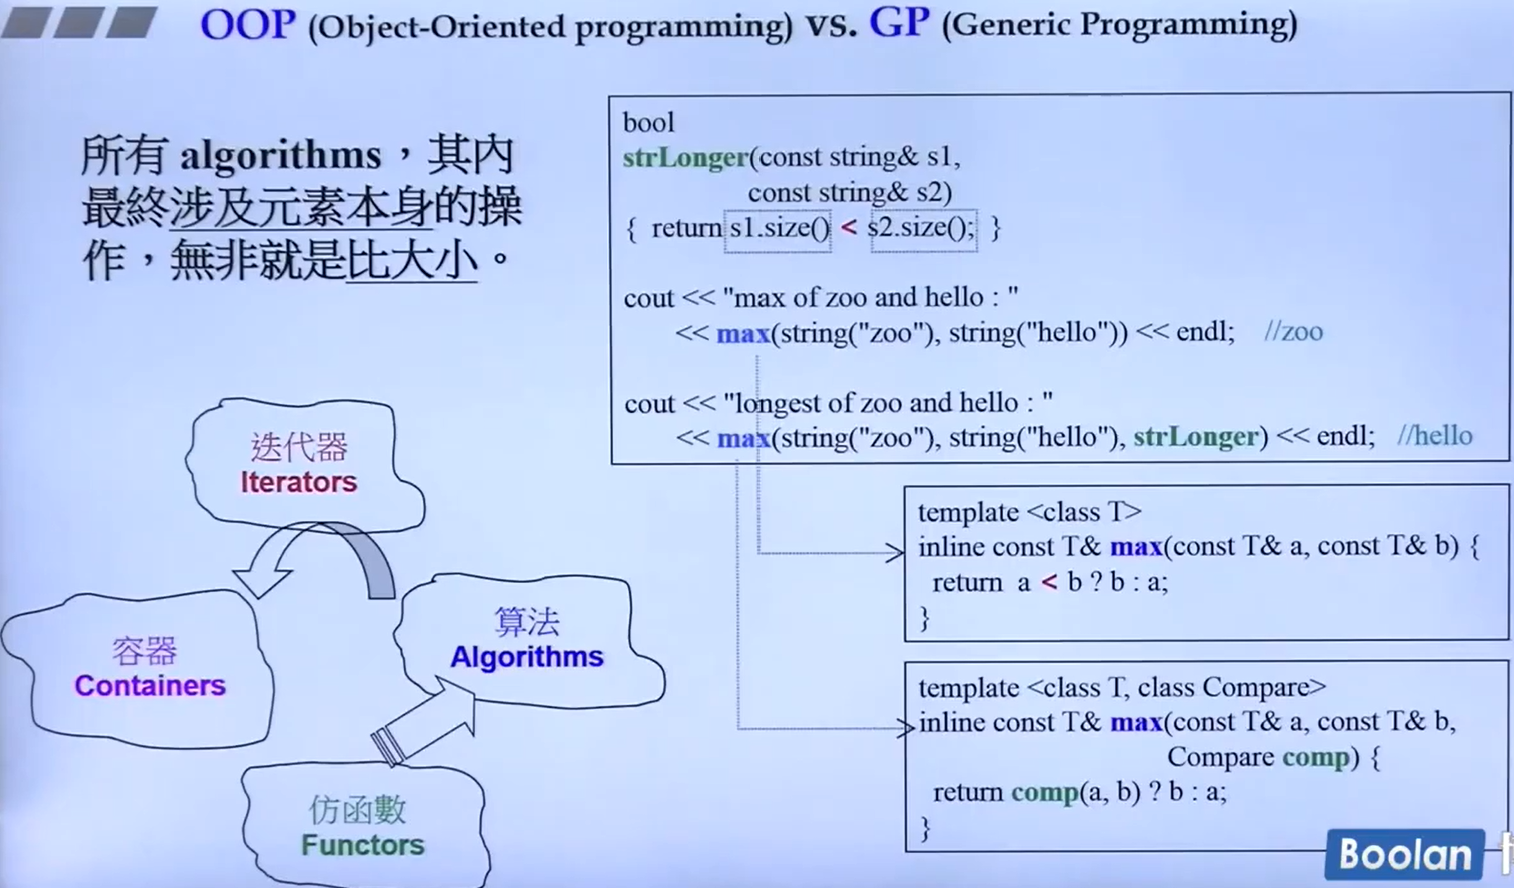 OOP (Object-Oriented programming) vs. GP (Generic Programming)
所有 algorithms，其內
最終涉及元素本身的操
作，無非就是比大小。
bool
strLonger(const string& s1,
const string& s2)
{ return s1.size() < s2.size(); }
cout << "max of zoo and hello : "
<< max(string("zoo"), string("hello")) << endl; //zoo
cout << "longest of zoo and hello : "
<< max(string("zoo"), string("hello"), strLonger) << endl; //hello
迭代器
Iterators
容器
Containers
算法
Algorithms
仿函數
Functors
template <class T>
inline const T& max(const T& a, const T& b) {
return a < b ? b : a;
}
template <class T, class Compare>
inline const T& max(const T& a, const T& b,
Compare comp) {
return comp(a, b) ? b : a;
}
Boolan